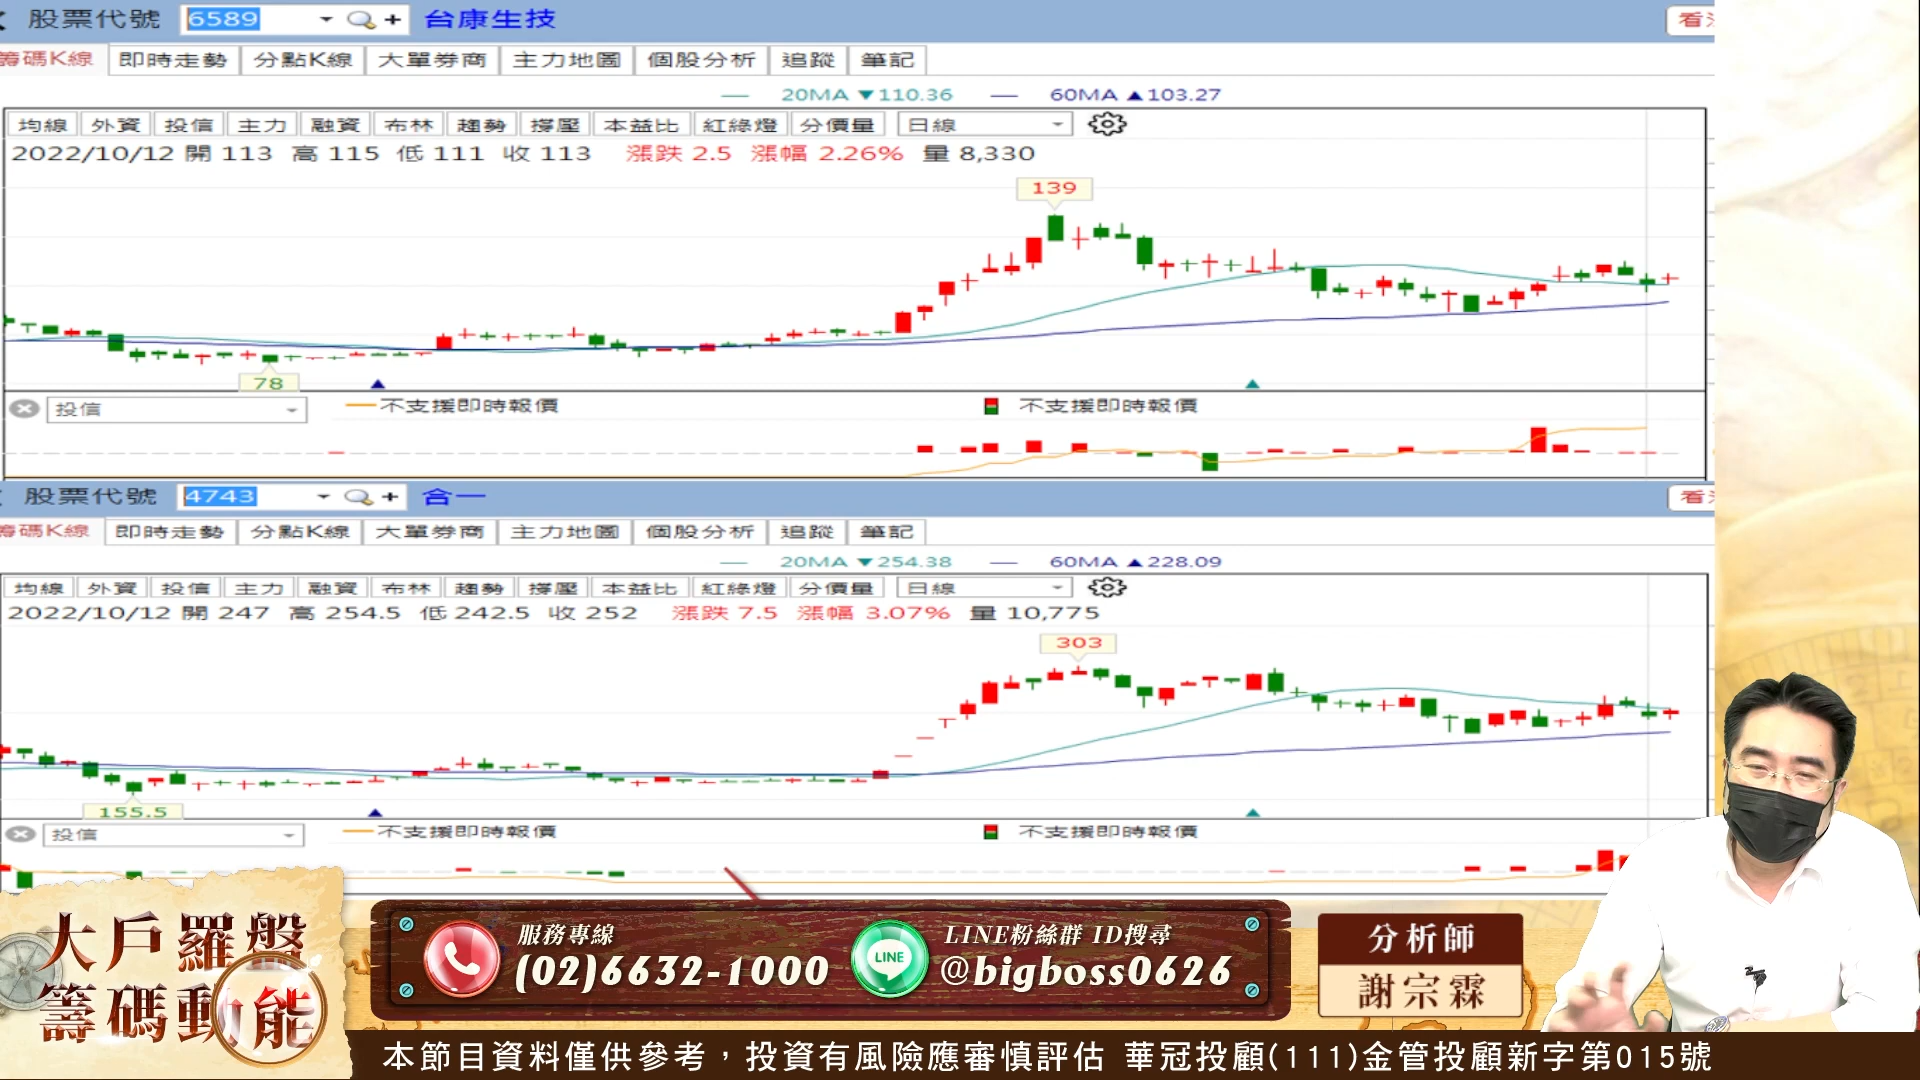 股票代號 6589 台康生技
籌碼K線 即時走勢 分點K線 大單券商 主力地圖 個股分析 追蹤 筆記
20MA ▼110.36 60MA ▲103.27
均線 外資 投信 主力 融資 布林 趨勢 撐壓 本益比 紅綠燈 分價量 日線
2022/10/12 開 113 高 115 低 111 收 113 漲跌 2.5 漲幅 2.26% 量 8,330
139
78
投信 不支援即時報價 不支援即時報價
股票代號 4743 合一
籌碼K線 即時走勢 分點K線 大單券商 主力地圖 個股分析 追蹤 筆記
20MA ▼254.38 60MA ▲228.09
均線 外資 投信 主力 融資 布林 趨勢 撐壓 本益比 紅綠燈 分價量 日線
2022/10/12 開 247 高 254.5 低 242.5 收 252 漲跌 7.5 漲幅 3.07% 量 10,775
303
155.5
投信 不支援即時報價 不支援即時報價
大戶羅盤
籌碼動能
服務專線
(02)6632-1000
LINE
LINE粉絲群 ID搜尋
@bigboss0626
分析師
謝宗霖
本節目資料僅供參考，投資有風險應審慎評估 華冠投顧(111)金管投顧新字第015號